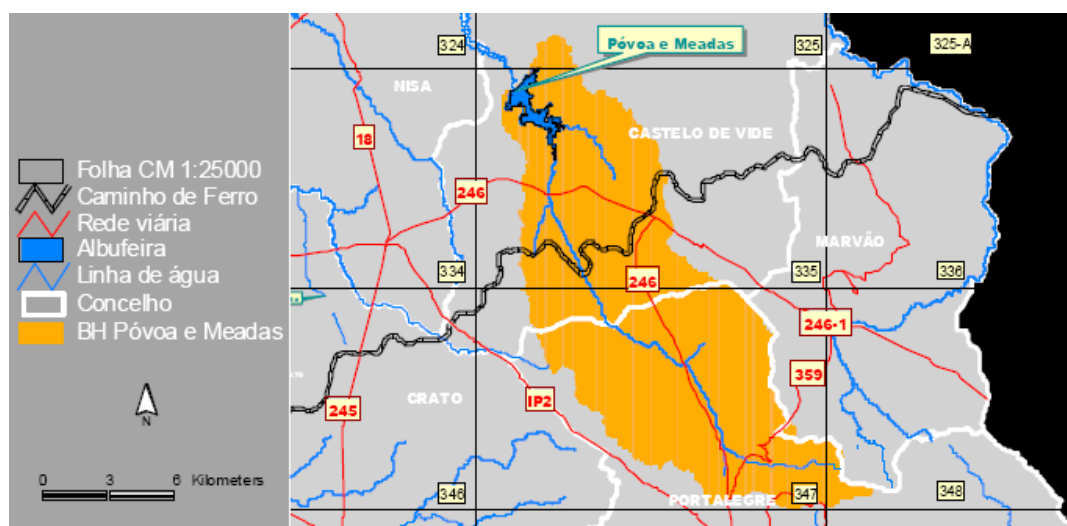 Folha CM 1:25000
Caminho de Ferro
Rede viária
Albufeira
Linha de água
Concelho
BH Póvoa e Meadas
N
0 3 6 Kilometers
324
Póvoa e Meadas
325
325-A
NISA
18
CASTELO DE VIDE
246
MARVÃO
334
335
336
246
246-1
359
CRATO
IP2
245
346
PORTALEGRE
347
348